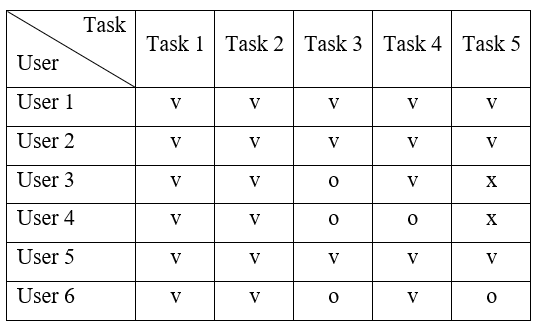 Task
User
Task 1 Task 2 Task 3 Task 4 Task 5
User 1 v v v v v
User 2 v v v v v
User 3 v v o v x
User 4 v v o o x
User 5 v v v v v
User 6 v v o v o